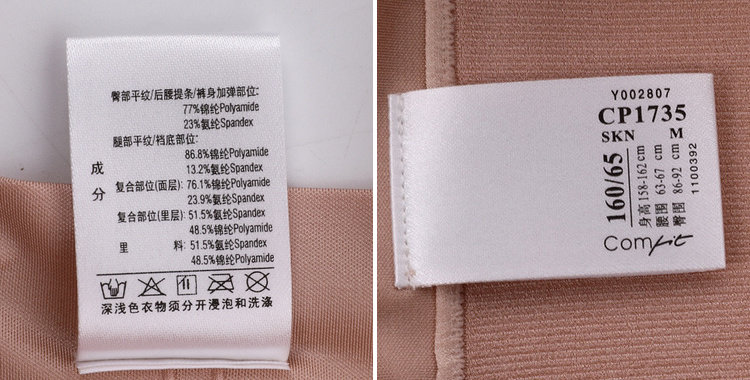 臀部平纹/后腰提条/裤身加弹部位:
77%锦纶Polyamide
23%氨纶Spandex
腿部平纹/裆底部位:
86.8%锦纶Polyamide
13.2%氨纶Spandex
成分
复合部位(面层):76.1%锦纶Polyamide
23.9%氨纶Spandex
复合部位(里层):51.5%氨纶Spandex
48.5%锦纶Polyamide
里 料:51.5%氨纶Spandex
48.5%锦纶Polyamide
深浅色衣物须分开浸泡和洗涤
Y002807
CP1735
SKN M
160/65
身高 158-162 cm
腰围 63-67 cm
臀围 86-92 cm
1100392
Comfit